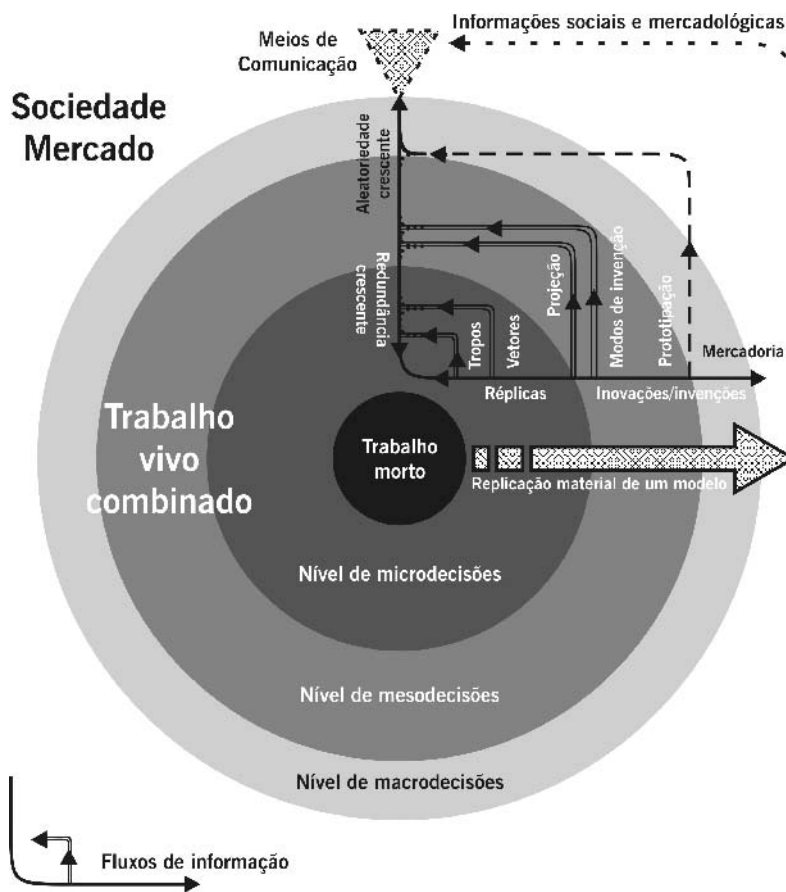 Informações sociais e mercadológicas
Meios de
Comunicação
Sociedade
Mercado
Aleatoriedade
crescente
Redundância
crescente
Tropos
Vetores
Projeção
Modos de invenção
Prototipação
Mercadoria
Réplicas
Inovações/invenções
Trabalho
vivo
combinado
Trabalho
morto
Replicação material de um modelo
Nível de microdecisões
Nível de mesodecisões
Nível de macrodecisões
Fluxos de informação